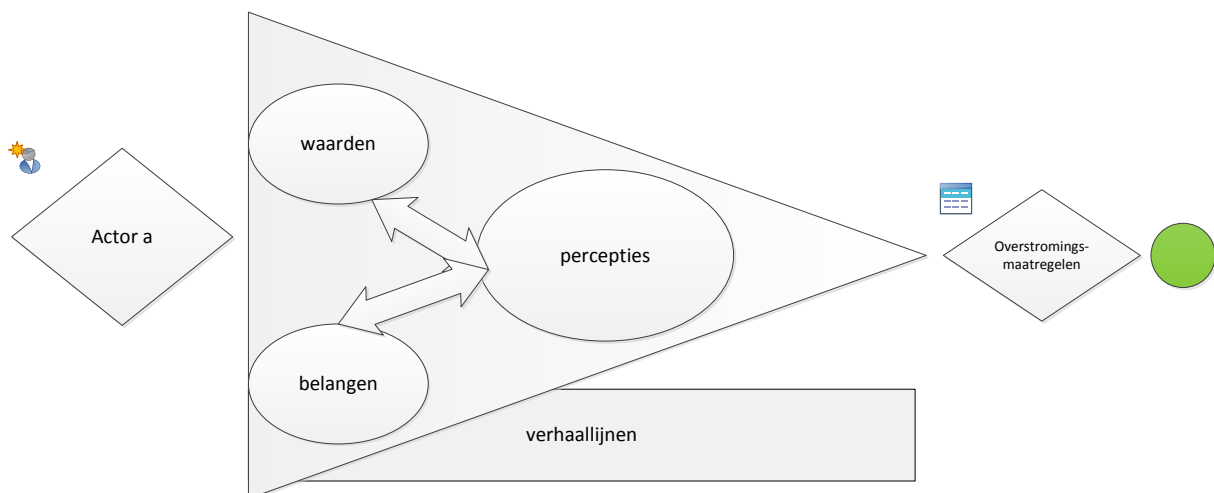 waarden
Actor a
percepties
Overstromings-
maatregelen
belangen
verhaallijnen